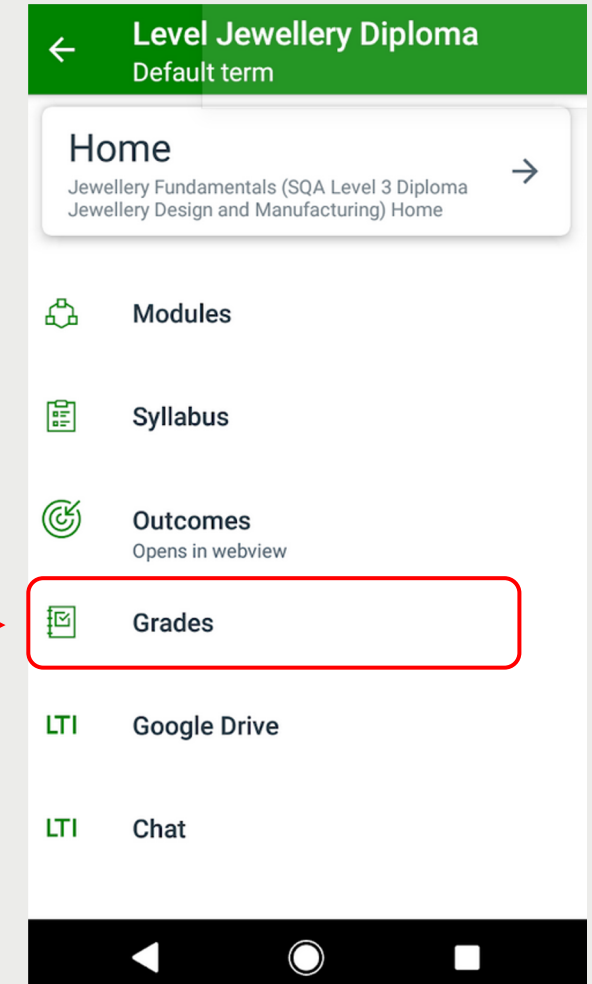 Level Jewellery Diploma
Default term
Home
Jewellery Fundamentals (SQA Level 3 Diploma
Jewellery Design and Manufacturing) Home
Modules
Syllabus
Outcomes
Opens in webview
Grades
LTI Google Drive
LTI Chat